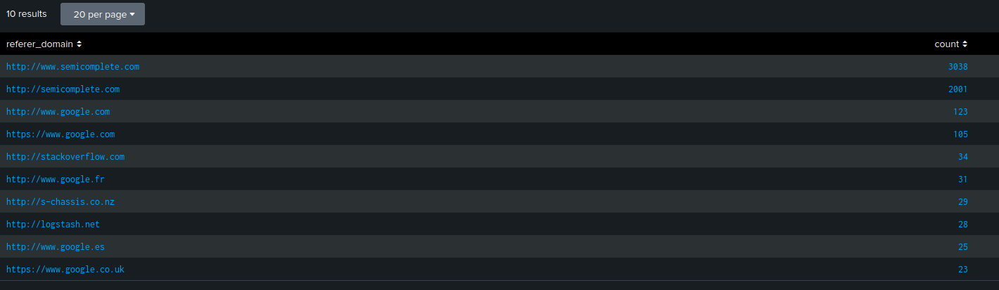 10 results 20 per page
referer_domain count
http://www.semicomplete.com 3038
http://semicomplete.com 2001
http://www.google.com 123
https://www.google.com 105
http://stackoverflow.com 34
http://www.google.fr 31
http://s-chassis.co.nz 29
http://logstash.net 28
http://www.google.es 25
https://www.google.co.uk 23